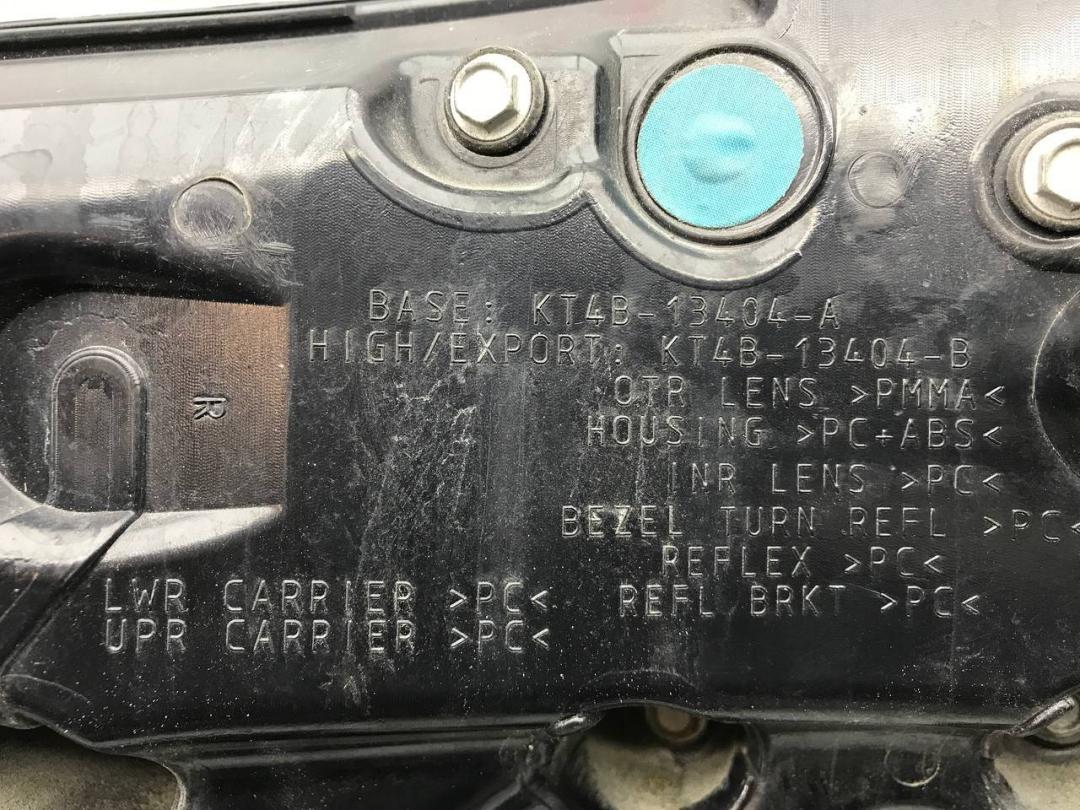 BASE: KT4B-13404-A
HIGH/EXPORT: KT4B-13404-B
OTR LENS >PMMA<
HOUSING >PC+ABS<
INR LENS >PC<
BEZEL TURN REFL >PC<
REFLEX >PC<
REFL BRKT >PC<
LWR CARRIER >PC<
UPR CARRIER >PC<
R